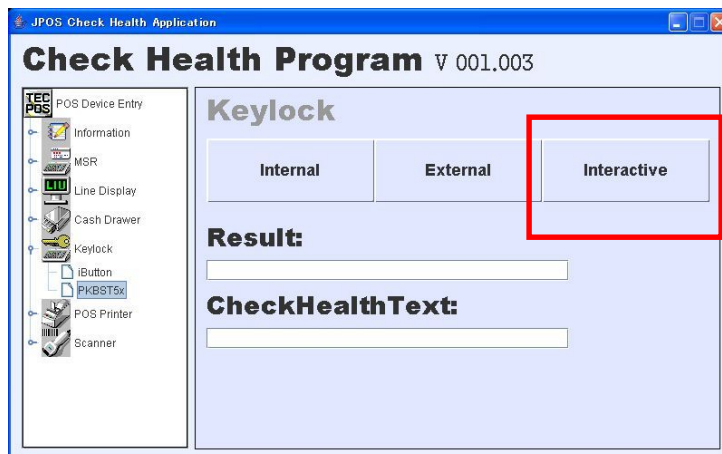 JPOS Check Health Application
Check Health Program V 001.003
TEC
POS
POS Device Entry
Information
MSR
LIU
Line Display
Cash Drawer
Keylock
iButton
PKBST5x
POS Printer
Scanner
Keylock
Internal
External
Interactive
Result:
CheckHealthText: